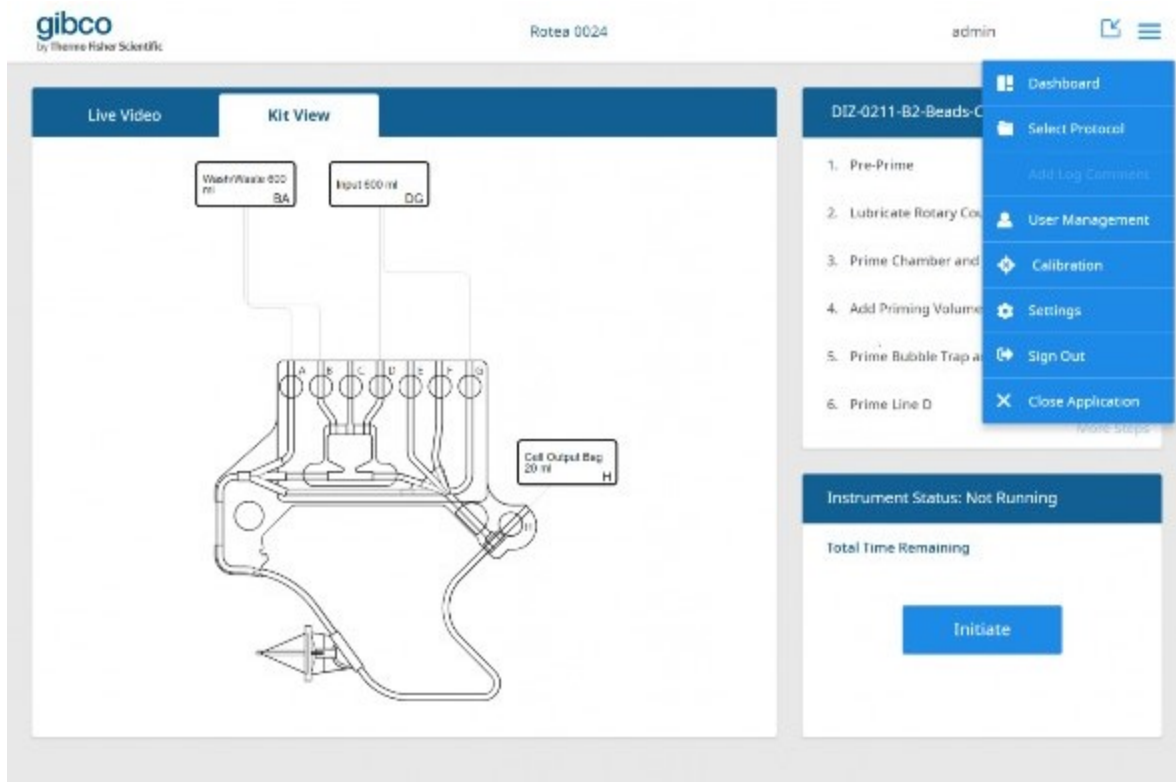 gibco
by Thermo Fisher Scientific
Rotea 0024
admin
Live Video
Kit View
Wash/Waste 600
ml
BA
Input 600 ml
DG
A
B
C
D
E
F
G
Cell Output Bag
20 ml
H
H
DIZ-0211-B2-Beads-C
1. Pre-Prime
2. Lubricate Rotary Cou
3. Prime Chamber and
4. Add Priming Volume
5. Prime Bubble Trap a
6. Prime Line D
More Steps
Dashboard
Select Protocol
Add Log Comment
User Management
Calibration
Settings
Sign Out
Close Application
Instrument Status: Not Running
Total Time Remaining
Initiate